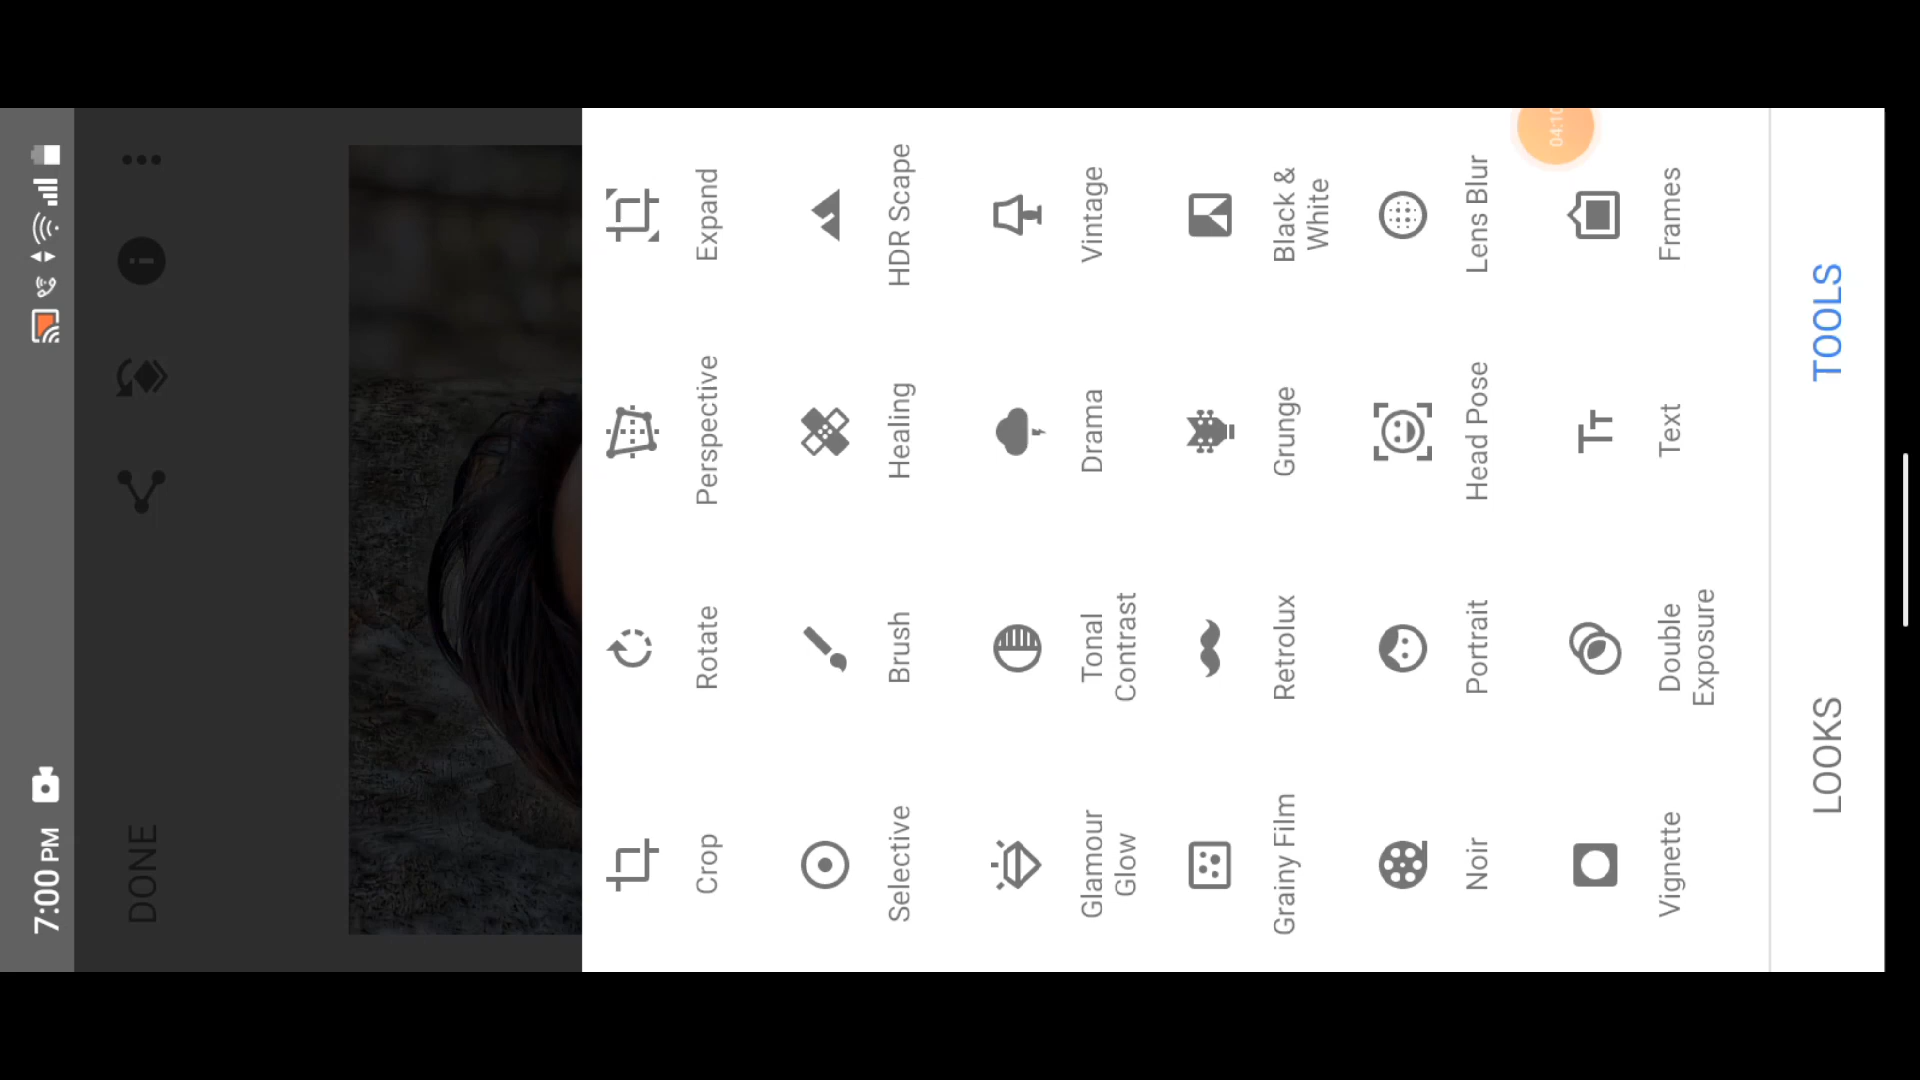 7:00 PM
DONE
Crop
Rotate
Perspective
Expand
Selective
Brush
Healing
HDR Scape
Glamour
Glow
Tonal
Contrast
Drama
Vintage
Grainy Film
Retrolux
Grunge
Black &
White
Noir
Portrait
Head Pose
Lens Blur
Vignette
Double
Exposure
Text
Frames
LOOKS
TOOLS